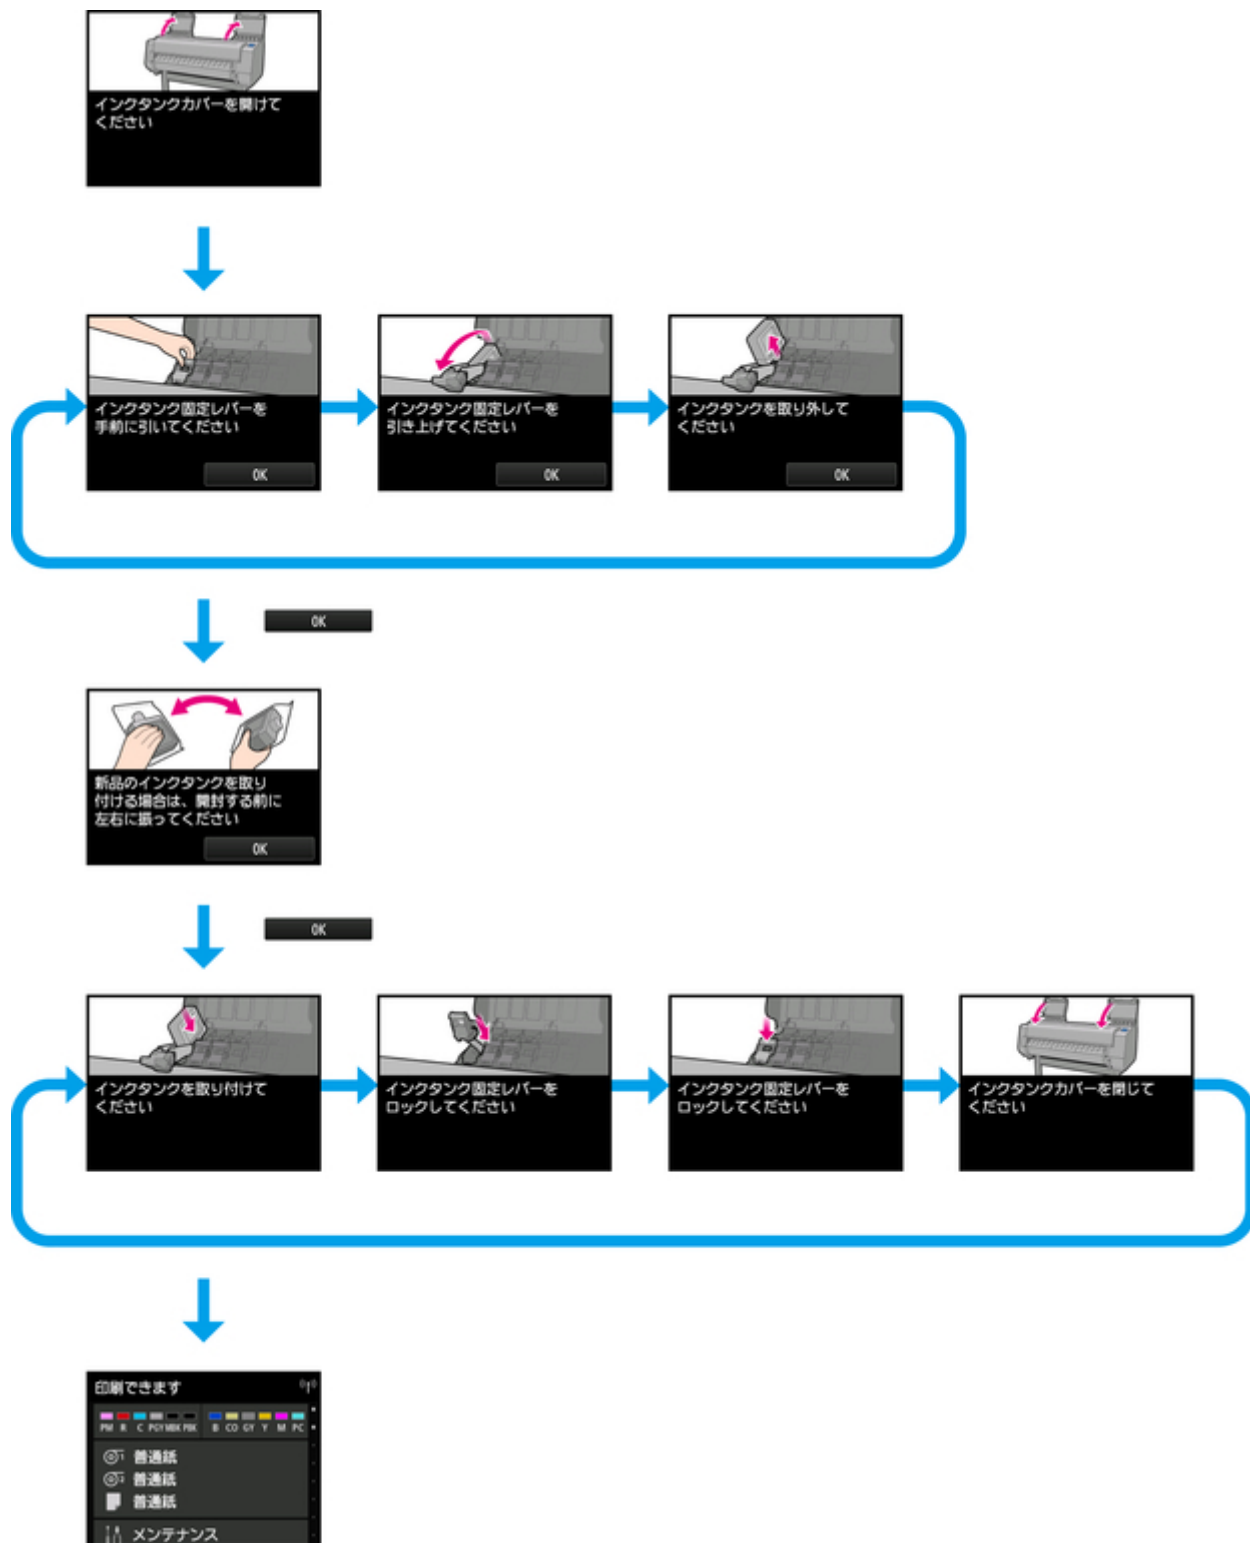 インクタンクカバーを開けて
ください
インクタンク固定レバーを
手前に引いてください
OK
インクタンク固定レバーを
引き上げてください
OK
インクタンクを取り外して
ください
OK
OK
新品のインクタンクを取り
付ける場合は、開封する前に
左右に振ってください
OK
OK
インクタンクを取り付けて
ください
インクタンク固定レバーを
ロックしてください
インクタンク固定レバーを
ロックしてください
インクタンクカバーを閉じて
ください
印刷できます
PM R C PGY MBK PBK B CO GY Y M PC
1 普通紙
2 普通紙
普通紙
メンテナンス